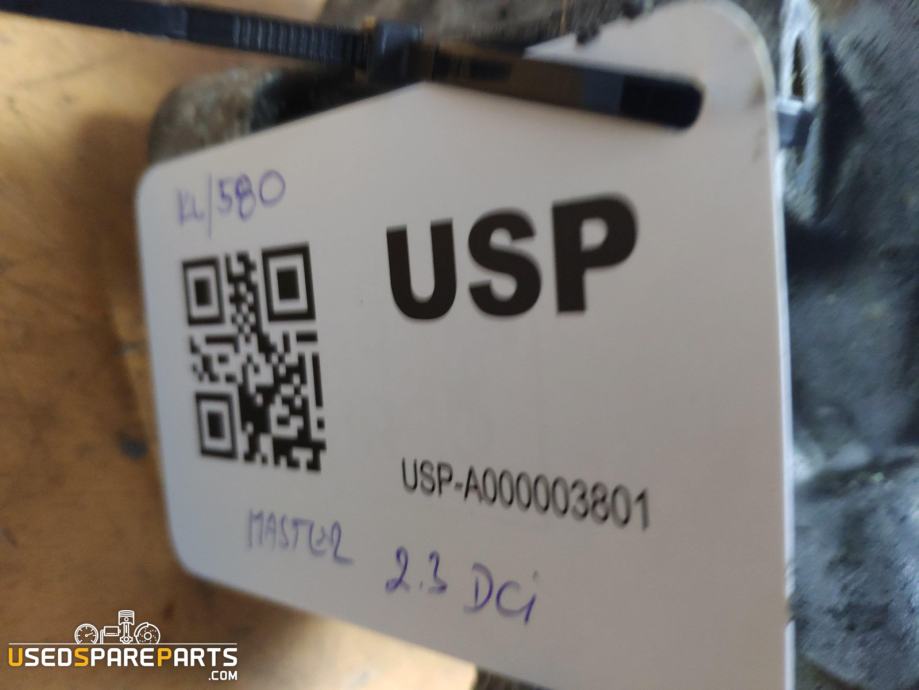 KL/580
USP
USP-A000003801
MASTER
2.3 DCi
USEDSPAREPARTS
.COM